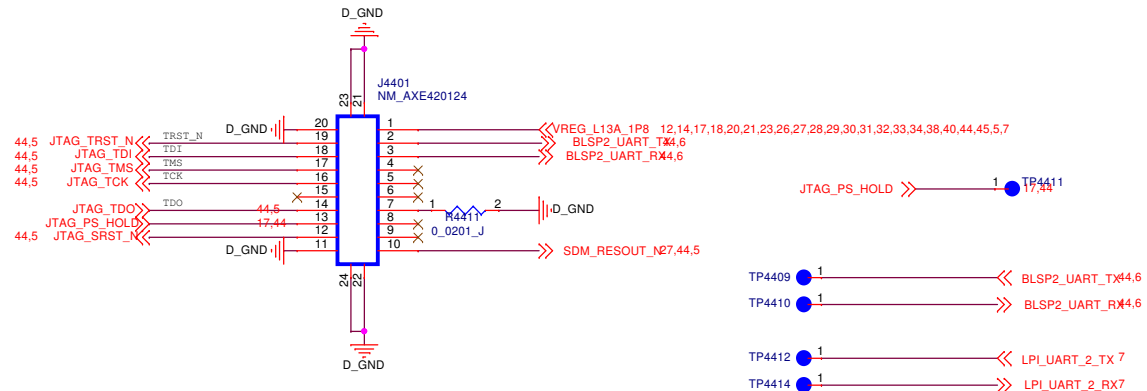 D_GND
23
21
J4401
NM_AXE420124
D_GND 20 1 VREG_L13A_1P8 12,14,17,18,20,21,23,26,27,28,29,30,31,32,33,34,38,40,44,45,5,7
44,5 JTAG_TRST_N TRST_N 19 2 BLSP2_UART_TX 44,6
44,5 JTAG_TDI TDI 18 3 BLSP2_UART_RX 44,6
44,5 JTAG_TMS TMS 17 4
44,5 JTAG_TCK TCK 16 5
15 6
JTAG_TDO TDO 44,5 14 7 1 R4411 2 D_GND
0_0201_J
JTAG_PS_HOLD 17,44 13 8
44,5 JTAG_SRST_N 12 9
D_GND 11 10 SDM_RESOUT_N 27,44,5
24
22
D_GND
JTAG_PS_HOLD 1 TP4411
17,44
TP4409 1 BLSP2_UART_TX 44,6
TP4410 1 BLSP2_UART_RX 44,6
TP4412 1 LPI_UART_2_TX 7
TP4414 1 LPI_UART_2_RX 7